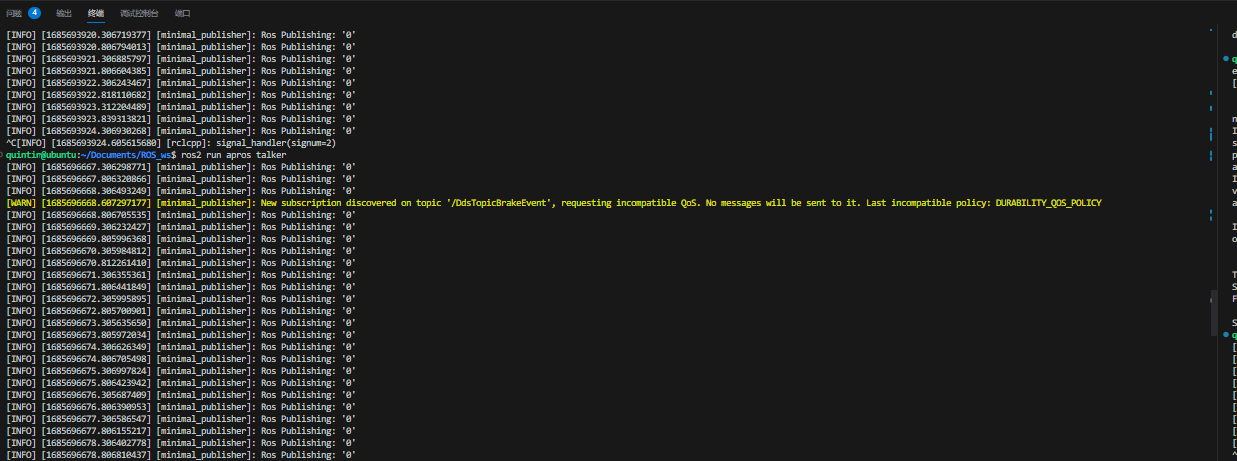 问题 4 输出 终端 调试控制台 端口
[INFO] [1685693920.306719377] [minimal_publisher]: Ros Publishing: '0'
[INFO] [1685693920.806794013] [minimal_publisher]: Ros Publishing: '0'
[INFO] [1685693921.306885797] [minimal_publisher]: Ros Publishing: '0'
[INFO] [1685693921.806604385] [minimal_publisher]: Ros Publishing: '0'
[INFO] [1685693922.306243467] [minimal_publisher]: Ros Publishing: '0'
[INFO] [1685693922.818110682] [minimal_publisher]: Ros Publishing: '0'
[INFO] [1685693923.312204489] [minimal_publisher]: Ros Publishing: '0'
[INFO] [1685693923.839313821] [minimal_publisher]: Ros Publishing: '0'
[INFO] [1685693924.306930268] [minimal_publisher]: Ros Publishing: '0'
^C[INFO] [1685693924.605615680] [rclcpp]: signal_handler(signum=2)
quintin@ubuntu:~/Documents/ROS_ws$ ros2 run apros talker
[INFO] [1685696667.306298771] [minimal_publisher]: Ros Publishing: '0'
[INFO] [1685696667.806320866] [minimal_publisher]: Ros Publishing: '0'
[INFO] [1685696668.306493249] [minimal_publisher]: Ros Publishing: '0'
[WARN] [1685696668.607297177] [minimal_publisher]: New subscription discovered on topic '/DdsTopicBrakeEvent', requesting incompatible QoS. No messages will be sent to it. Last incompatible policy: DURABILITY_QOS_POLICY
[INFO] [1685696668.806705535] [minimal_publisher]: Ros Publishing: '0'
[INFO] [1685696669.306232427] [minimal_publisher]: Ros Publishing: '0'
[INFO] [1685696669.805996368] [minimal_publisher]: Ros Publishing: '0'
[INFO] [1685696670.305984812] [minimal_publisher]: Ros Publishing: '0'
[INFO] [1685696670.812261410] [minimal_publisher]: Ros Publishing: '0'
[INFO] [1685696671.306355361] [minimal_publisher]: Ros Publishing: '0'
[INFO] [1685696671.806441849] [minimal_publisher]: Ros Publishing: '0'
[INFO] [1685696672.305995895] [minimal_publisher]: Ros Publishing: '0'
[INFO] [1685696672.805700901] [minimal_publisher]: Ros Publishing: '0'
[INFO] [1685696673.305635650] [minimal_publisher]: Ros Publishing: '0'
[INFO] [1685696673.805972034] [minimal_publisher]: Ros Publishing: '0'
[INFO] [1685696674.306626349] [minimal_publisher]: Ros Publishing: '0'
[INFO] [1685696674.806705498] [minimal_publisher]: Ros Publishing: '0'
[INFO] [1685696675.306997824] [minimal_publisher]: Ros Publishing: '0'
[INFO] [1685696675.806423942] [minimal_publisher]: Ros Publishing: '0'
[INFO] [1685696676.305687409] [minimal_publisher]: Ros Publishing: '0'
[INFO] [1685696676.806390953] [minimal_publisher]: Ros Publishing: '0'
[INFO] [1685696677.306586547] [minimal_publisher]: Ros Publishing: '0'
[INFO] [1685696677.806155217] [minimal_publisher]: Ros Publishing: '0'
[INFO] [1685696678.306402778] [minimal_publisher]: Ros Publishing: '0'
[INFO] [1685696678.806810437] [minimal_publisher]: Ros Publishing: '0'